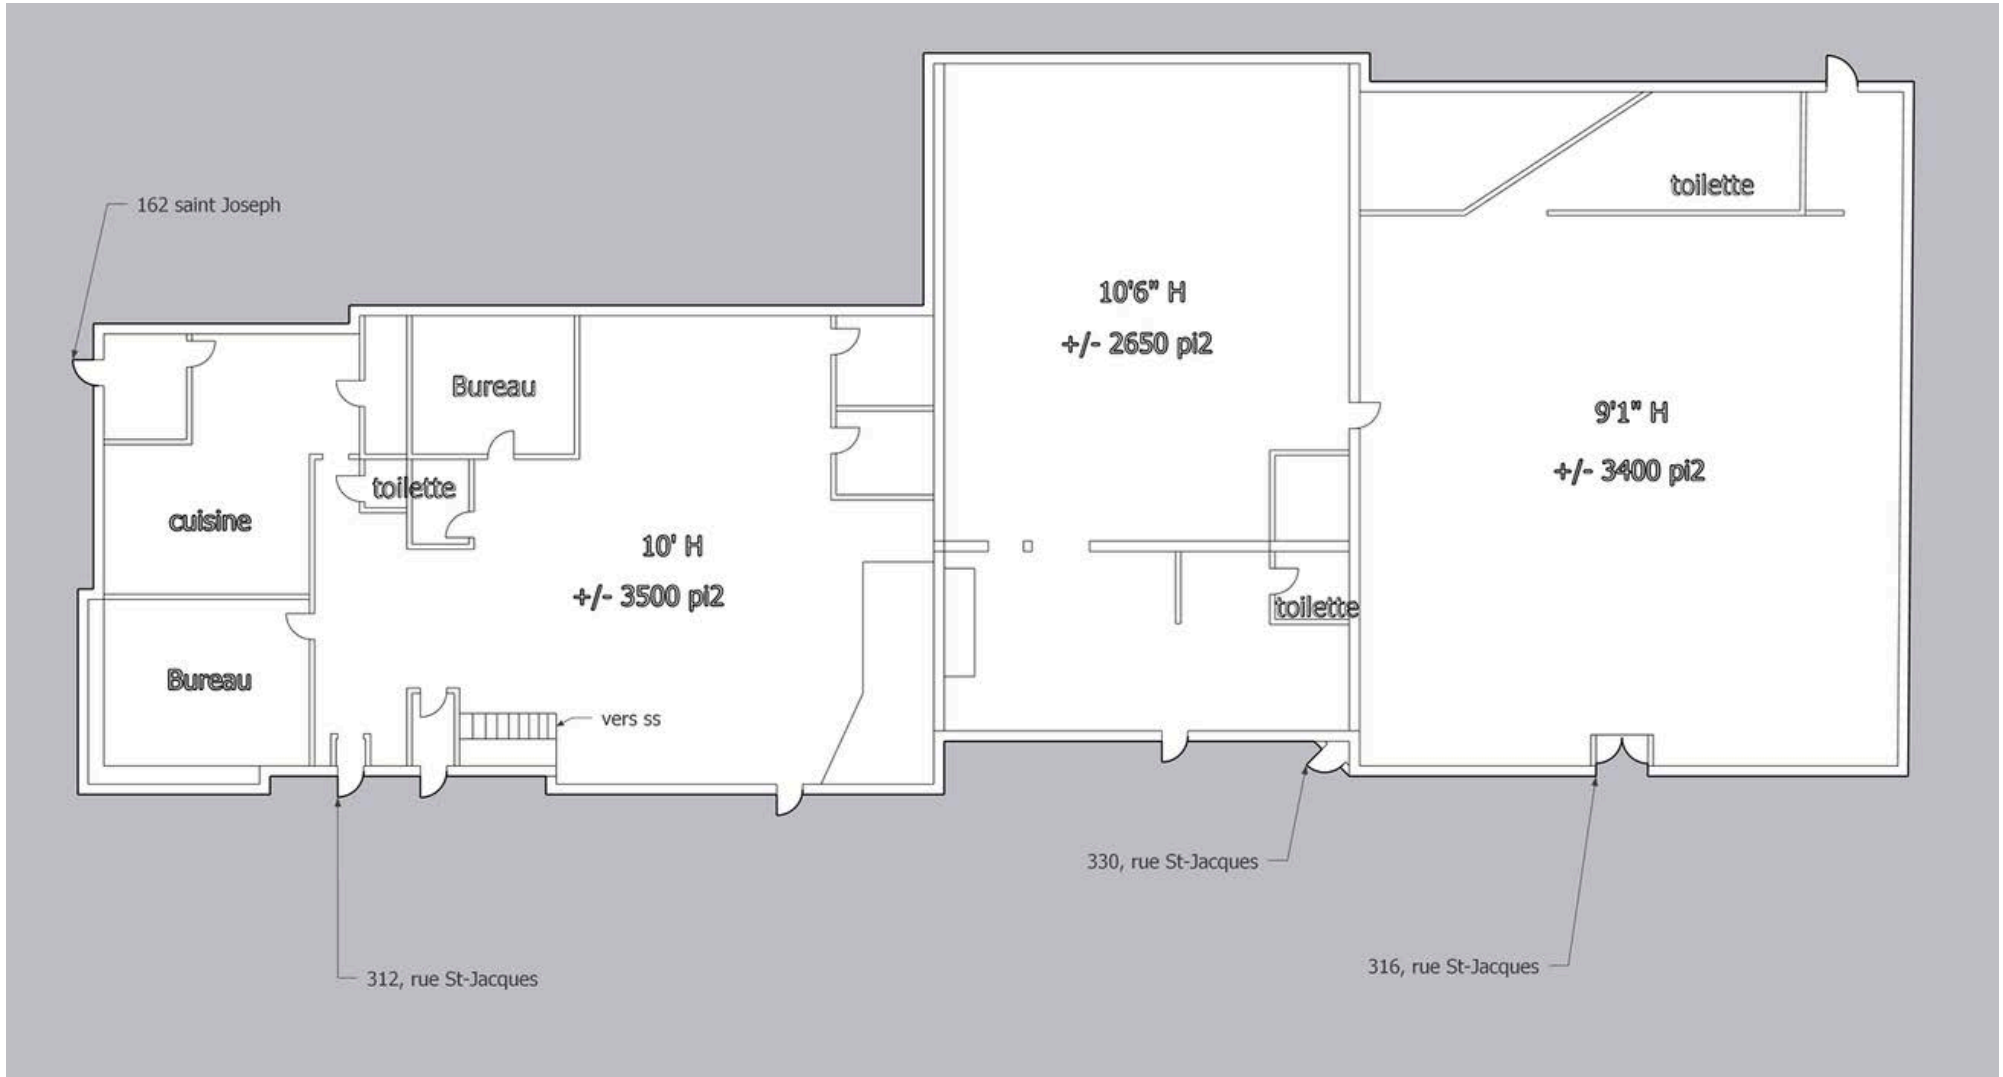 162 saint Joseph
toilette
10'6" H
+/- 2650 pi2
Bureau
9'1" H
+/- 3400 pi2
toilette
cuisine
10' H
+/- 3500 pi2
toilette
Bureau
vers ss
330, rue St-Jacques
316, rue St-Jacques
312, rue St-Jacques